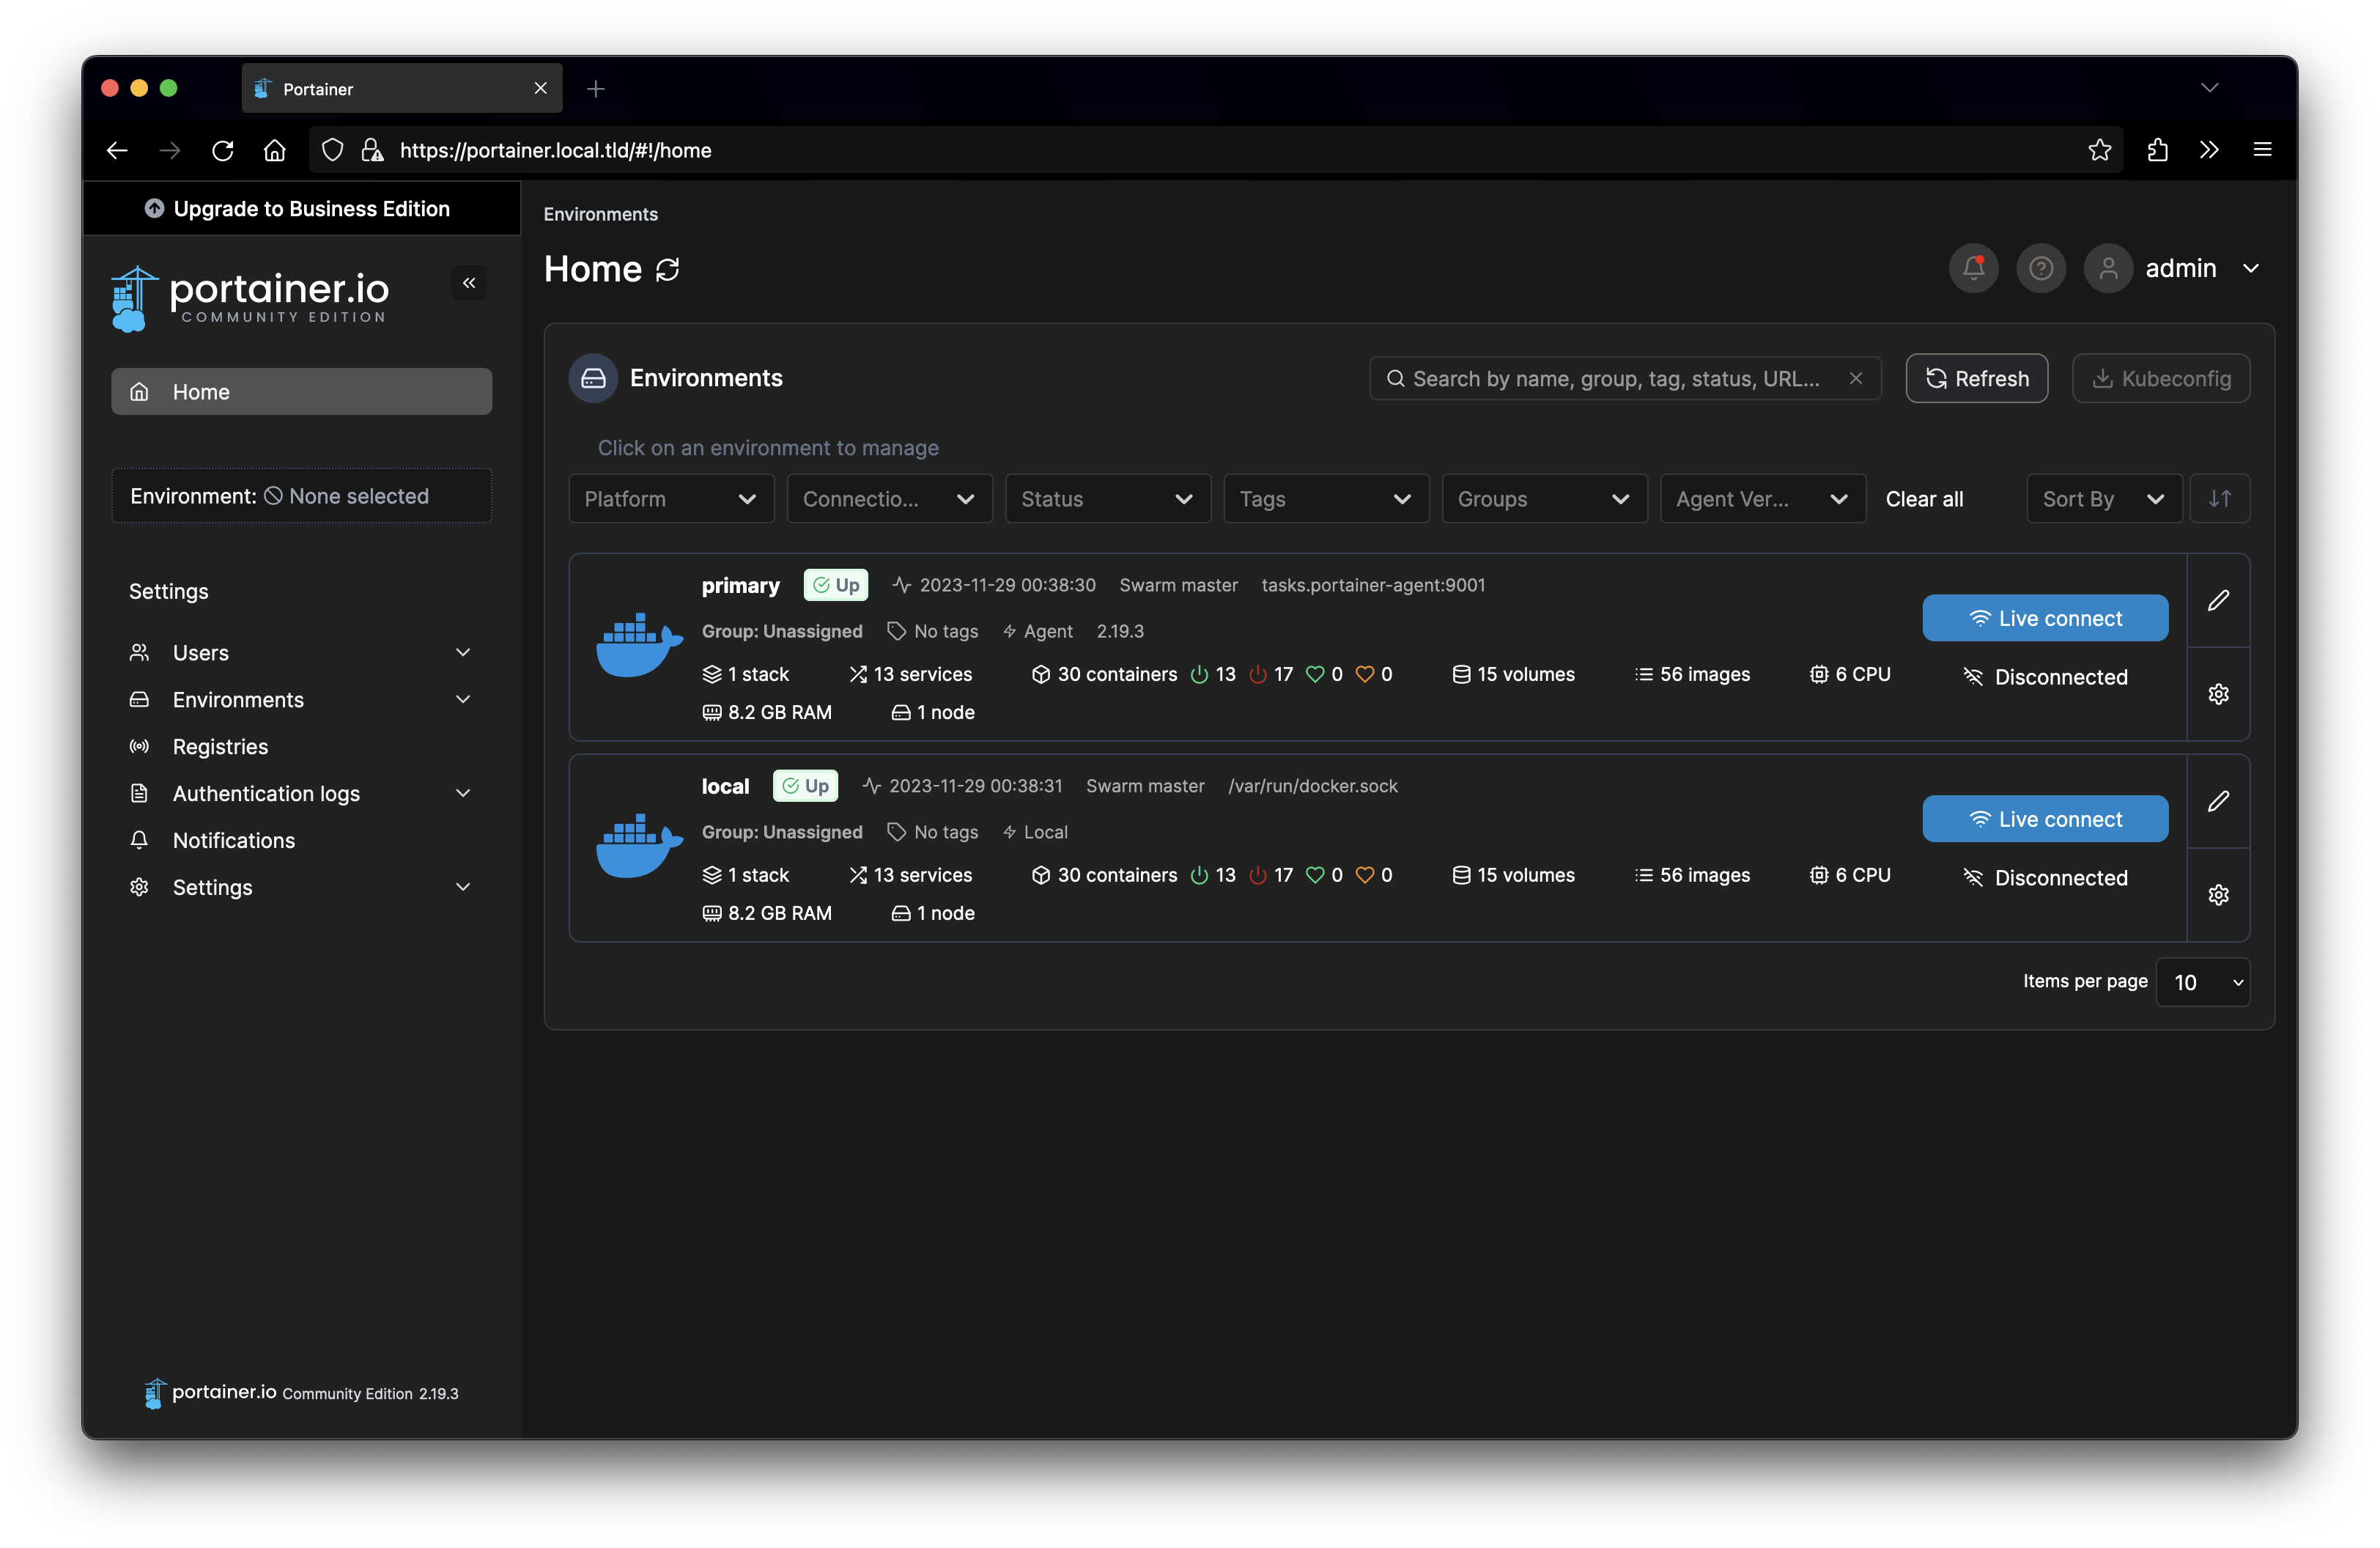 Portainer
https://portainer.local.tld/#!/home
Upgrade to Business Edition
portainer.io
COMMUNITY EDITION
Home
Environment: None selected
Settings
Users
Environments
Registries
Authentication logs
Notifications
Settings
portainer.io Community Edition 2.19.3
Environments
Home
admin
Environments
Search by name, group, tag, status, URL...
Refresh
Kubeconfig
Click on an environment to manage
Platform
Connectio...
Status
Tags
Groups
Agent Ver...
Clear all
Sort By
primary Up 2023-11-29 00:38:30 Swarm master tasks.portainer-agent:9001
Group: Unassigned No tags Agent 2.19.3
1 stack 13 services 30 containers 13 17 0 0 15 volumes 56 images 6 CPU
8.2 GB RAM 1 node
Live connect
Disconnected
local Up 2023-11-29 00:38:31 Swarm master /var/run/docker.sock
Group: Unassigned No tags Local
1 stack 13 services 30 containers 13 17 0 0 15 volumes 56 images 6 CPU
8.2 GB RAM 1 node
Live connect
Disconnected
Items per page 10